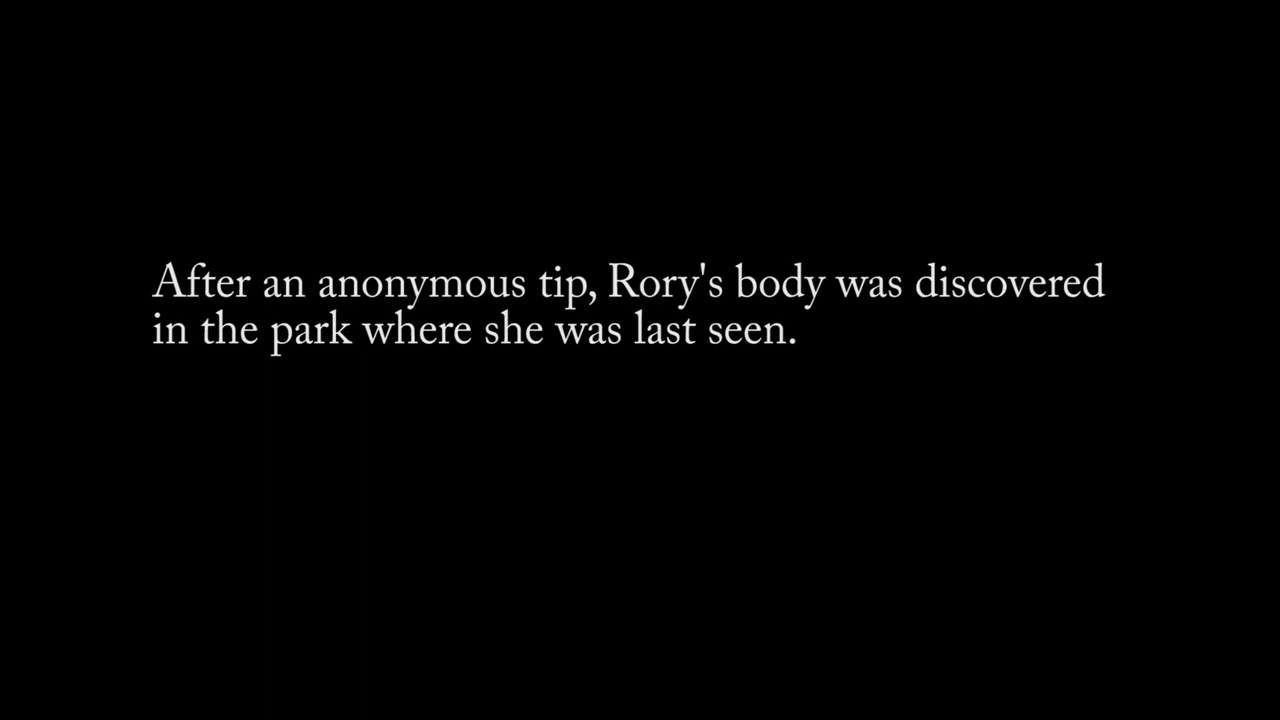 After an anonymous tip, Rory's body was discovered
in the park where she was last seen.